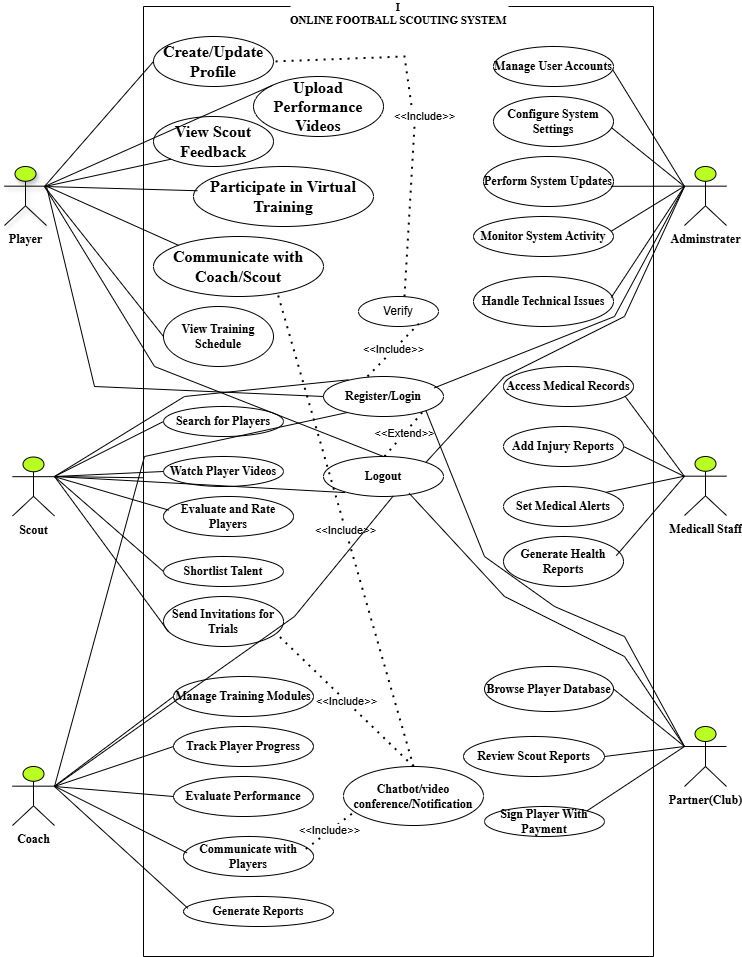 I
ONLINE FOOTBALL SCOUTING SYSTEM
Create/Update
Profile
Upload
Performance
Videos
View Scout
Feedback
Participate in Virtual
Training
Communicate with
Coach/Scout
View Training
Schedule
Player
<<Include>>
Verify
<<Include>>
Register/Login
<<Extend>>
Logout
Manage User Accounts
Configure System
Settings
Perform System Updates
Monitor System Activity
Handle Technical Issues
Adminstrater
Access Medical Records
Add Injury Reports
Set Medical Alerts
Generate Health
Reports
Medicall Staff
Search for Players
Watch Player Videos
Evaluate and Rate
Players
Shortlist Talent
Send Invitations for
Trials
Scout
<<Include>>
<<Include>>
Manage Training Modules
Track Player Progress
Evaluate Performance
Communicate with
Players
Generate Reports
Coach
<<Include>>
Chatbot/video
conference/Notification
Browse Player Database
Review Scout Reports
Sign Player With
Payment
Partner(Club)